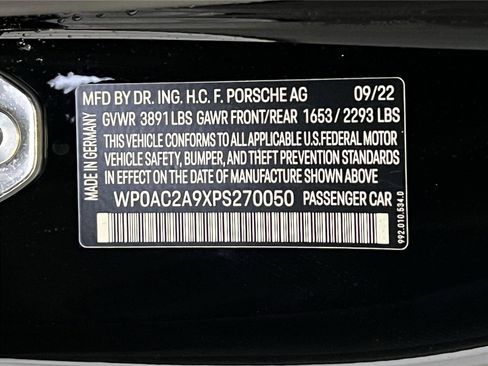 MFD BY DR. ING. H.C. F. PORSCHE AG 09/22
GVWR 3891 LBS GAWR FRONT/REAR 1653 / 2293 LBS
THIS VEHICLE CONFORMS TO ALL APPLICABLE U.S.FEDERAL MOTOR
VEHICLE SAFETY, BUMPER, AND THEFT PREVENTION STANDARDS IN
EFFECT ON THE DATE OF MANUFACTURE SHOWN ABOVE
WP0AC2A9XPS270050 PASSENGER CAR
MADE IN GERMANY
992.010.534.0